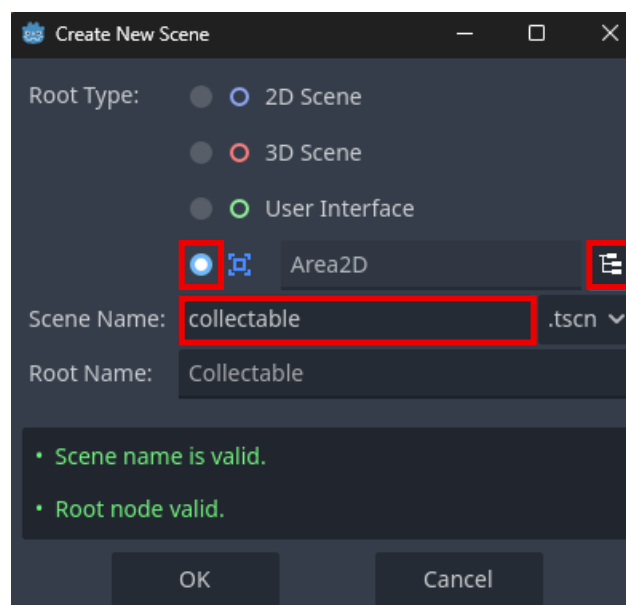 Create New Scene
Root Type:
2D Scene
3D Scene
User Interface
Area2D
Scene Name: collectable .tscn
Root Name: Collectable
• Scene name is valid.
• Root node valid.
OK Cancel